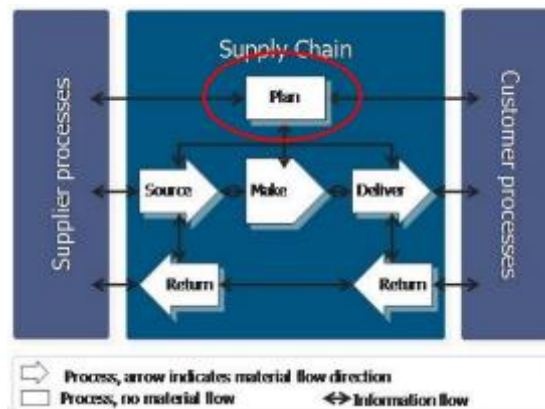 Supply Chain
Supplier processes
Customer processes
Plan
Source
Make
Deliver
Return
Return
Process, arrow indicates material flow direction
Process, no material flow
Information flow